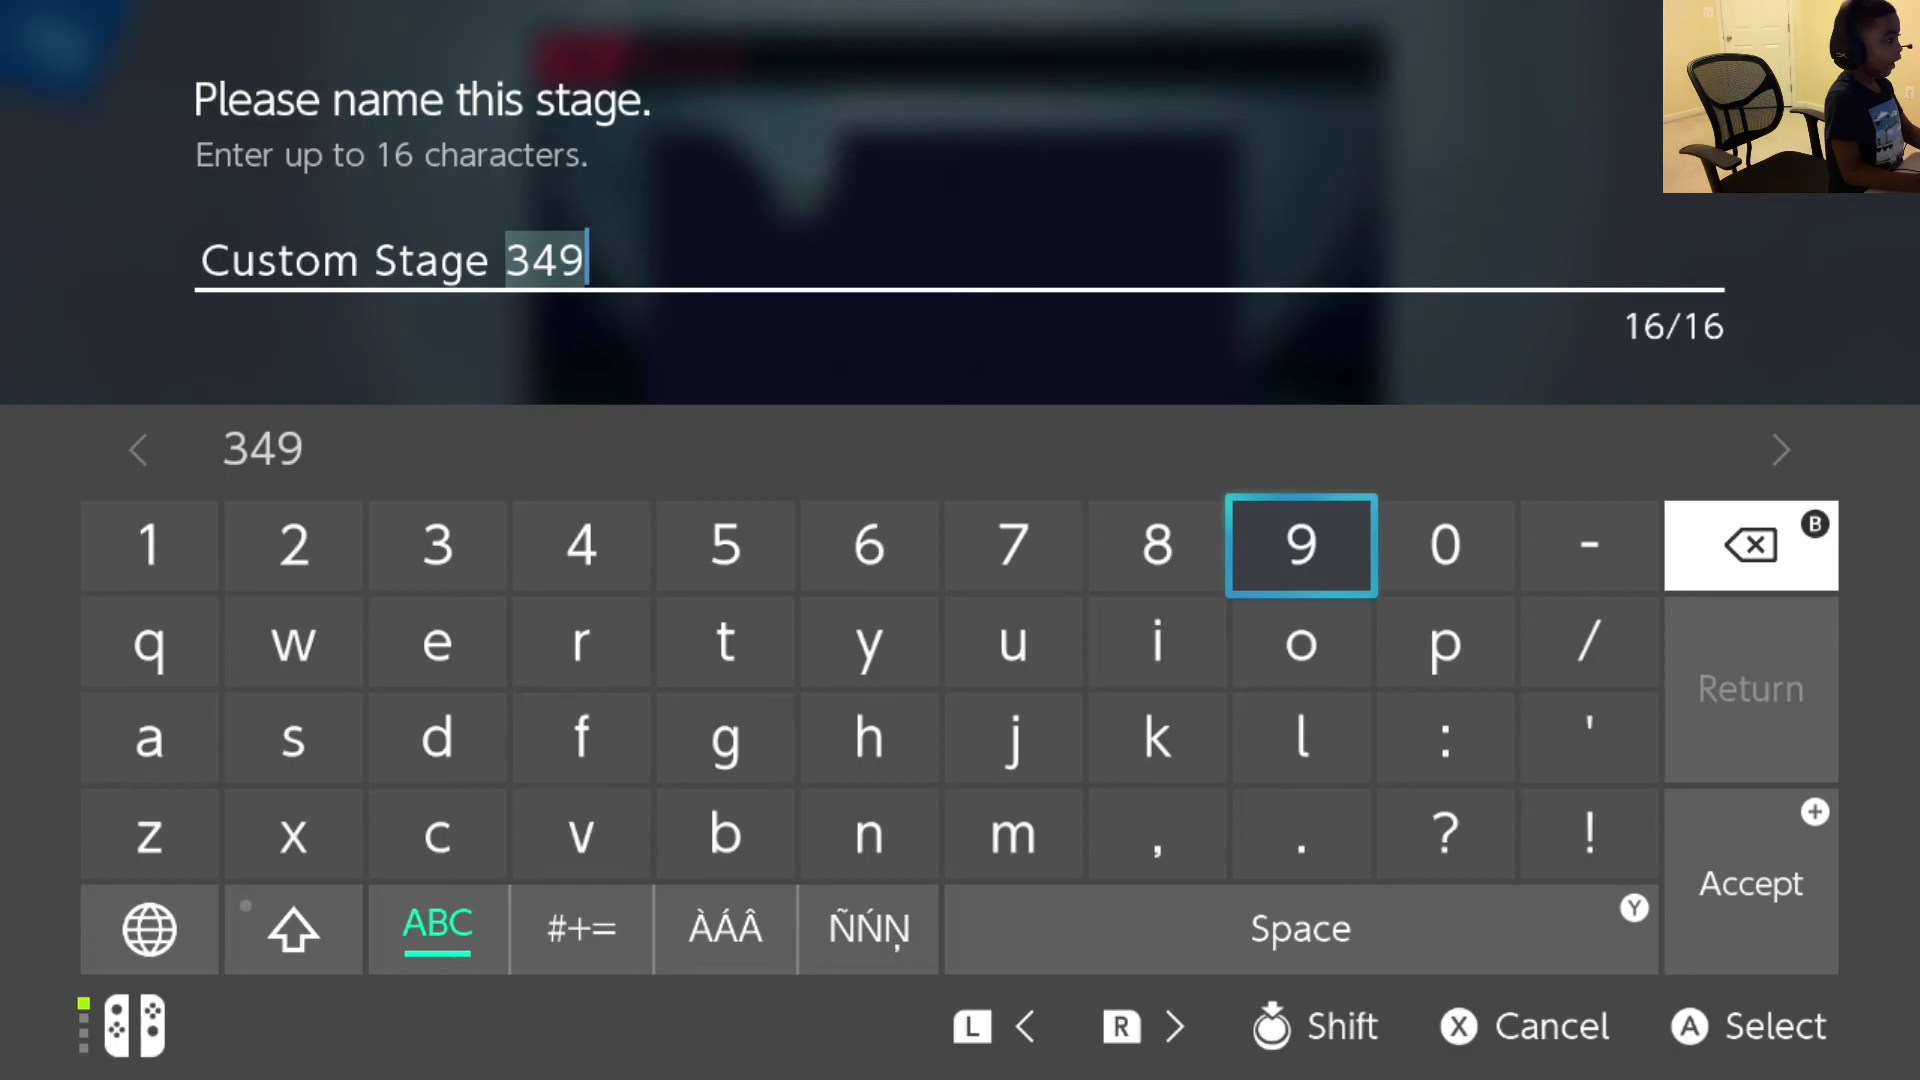 Please name this stage.
Enter up to 16 characters.
Custom Stage 349
16/16
< 349 >
1 2 3 4 5 6 7 8 9 0 - B
q w e r t y u i o p /
Return
a s d f g h j k l : '
z x c v b n m , . ? ! +
Accept
ABC #+= ÀÁÂ ÑŃŅ Space Y
L < R > Shift X Cancel A Select